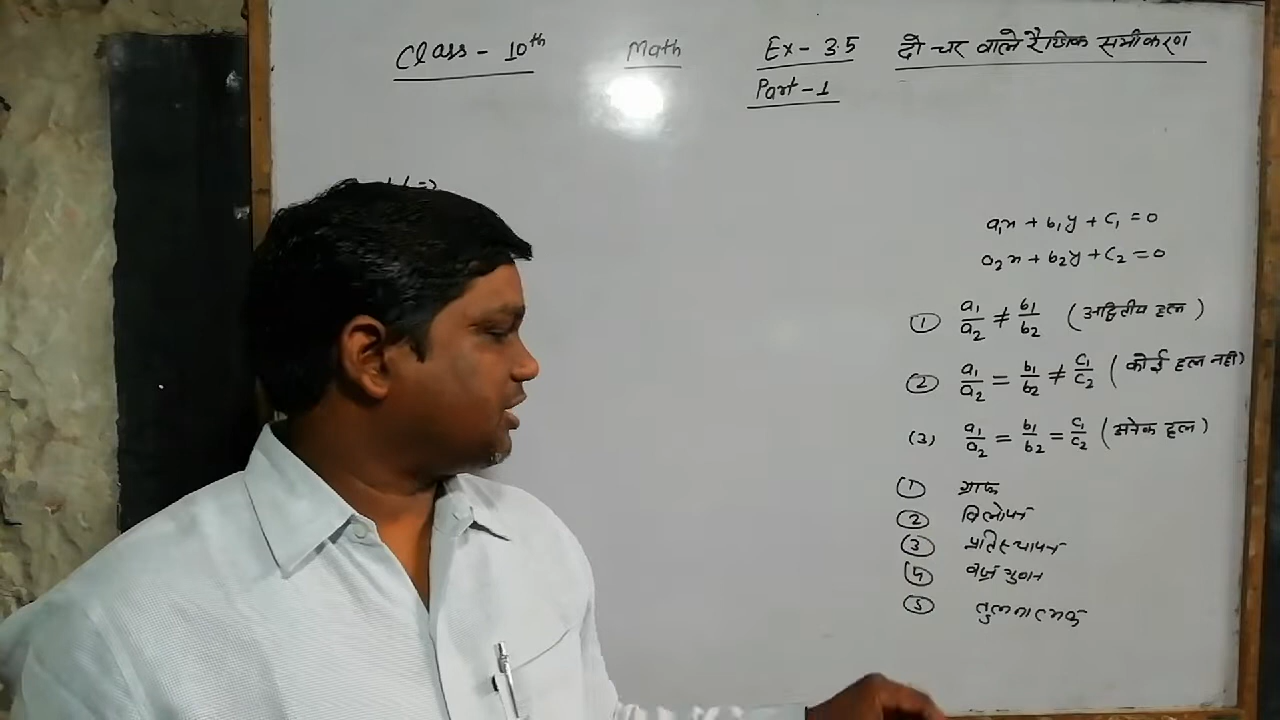 Class - 10th Math Ex - 3.5 दो चर वाले रैखिक समीकरण
Part - 1
a₁x + b₁y + c₁ = 0
a₂x + b₂y + c₂ = 0
① a₁/a₂ ≠ b₁/b₂ (अद्वितीय हल)
② a₁/a₂ = b₁/b₂ ≠ c₁/c₂ (कोई हल नहीं)
(3) a₁/a₂ = b₁/b₂ = c₁/c₂ (अनेक हल)
① ग्राफ
② विलोपन
③ प्रतिस्थापन
④ वज्र गुणन
⑤ तुलनात्मक